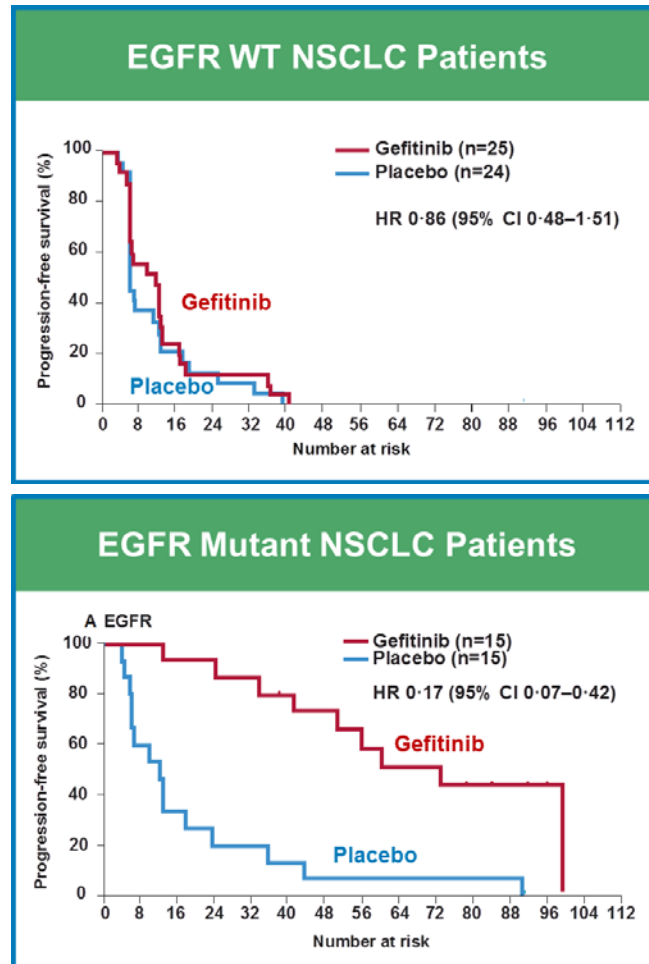 EGFR WT NSCLC Patients
Progression-free survival (%)
100
80
60
40
20
0
Gefitinib (n=25)
Placebo (n=24)
HR 0·86 (95% CI 0·48–1·51)
Gefitinib
Placebo
0 8 16 24 32 40 48 56 64 72 80 88 96 104 112
Number at risk
EGFR Mutant NSCLC Patients
A EGFR
Progression-free survival (%)
100
80
60
40
20
0
Gefitinib (n=15)
Placebo (n=15)
HR 0·17 (95% CI 0·07–0·42)
Gefitinib
Placebo
0 8 16 24 32 40 48 56 64 72 80 88 96 104 112
Number at risk